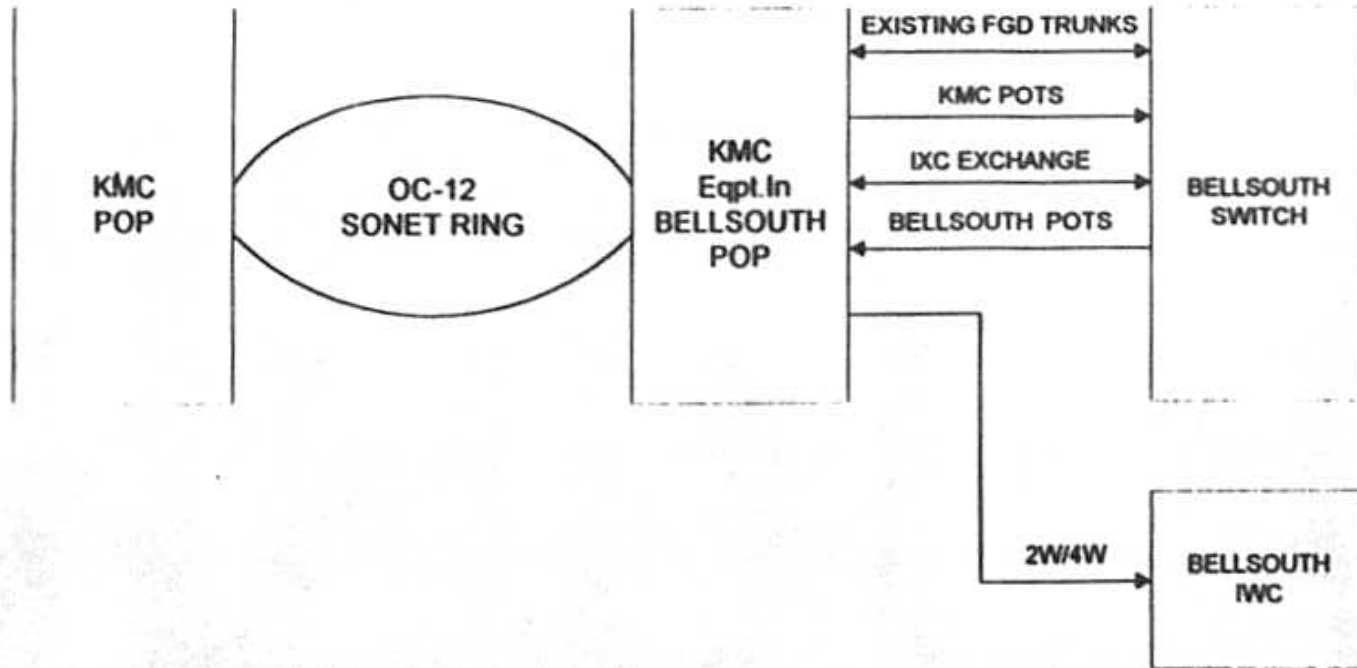 EXISTING FGD TRUNKS
KMC POTS
IXC EXCHANGE
BELLSOUTH POTS
KMC
POP
OC-12
SONET RING
KMC
Eqpt.In
BELLSOUTH
POP
BELLSOUTH
SWITCH
2W/4W
BELLSOUTH
IWC